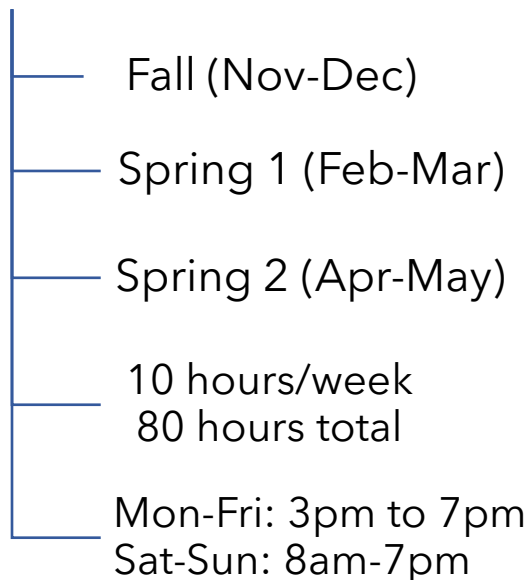 Fall (Nov-Dec)
Spring 1 (Feb-Mar)
Spring 2 (Apr-May)
10 hours/week
80 hours total
Mon-Fri: 3pm to 7pm
Sat-Sun: 8am-7pm